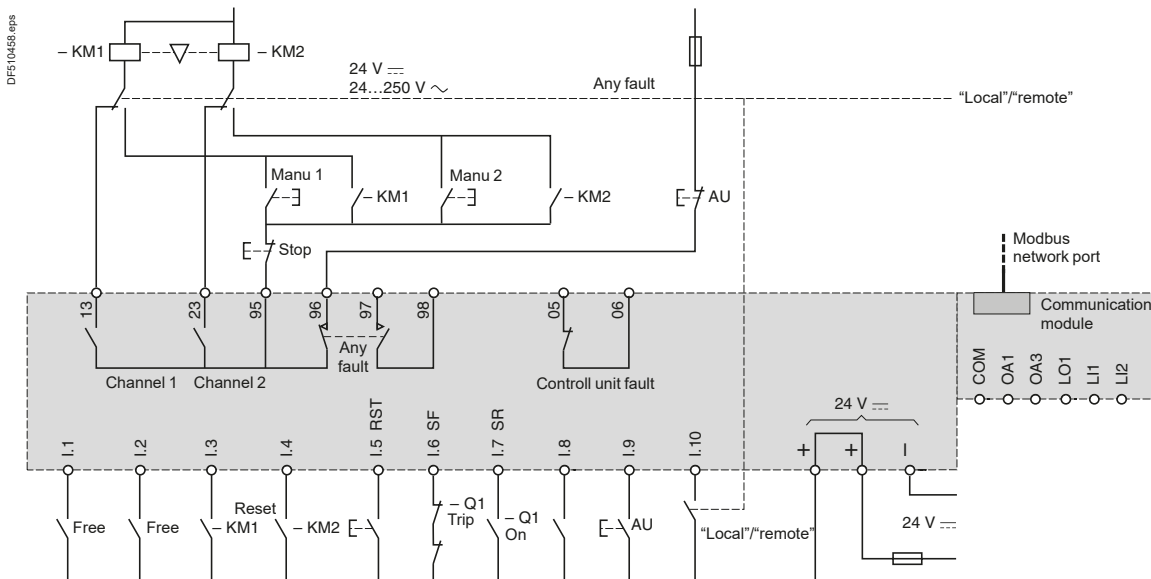 DF510458.eps
– KM1
– KM2
24 V ⎓
24...250 V ∼
Any fault
"Local"/"remote"
Manu 1
– KM1
Manu 2
– KM2
AU
Stop
Modbus
network port
13
23
95
96
97
98
05
06
Communication
module
Any
fault
Channel 1
Channel 2
Controll unit fault
COM
OA1
OA3
LO1
LI1
LI2
24 V ⎓
I.1
I.2
I.3
I.4
I.5 RST
I.6 SF
I.7 SR
I.8
I.9
I.10
+
+
I
Free
Free
– KM1
Reset
– KM2
– Q1
Trip
– Q1
On
AU
"Local"/"remote"
24 V ⎓